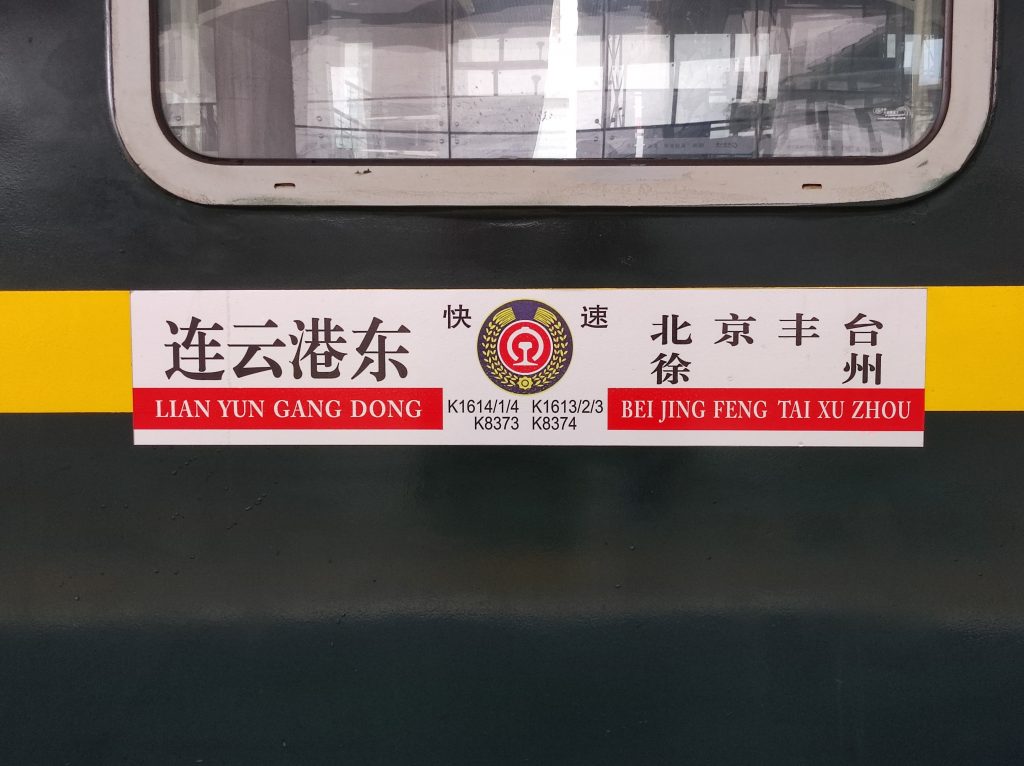 连云港东
LIAN YUN GANG DONG
快 速
K1614/1/4 K1613/2/3
K8373 K8374
北京丰台
徐州
BEI JING FENG TAI XU ZHOU